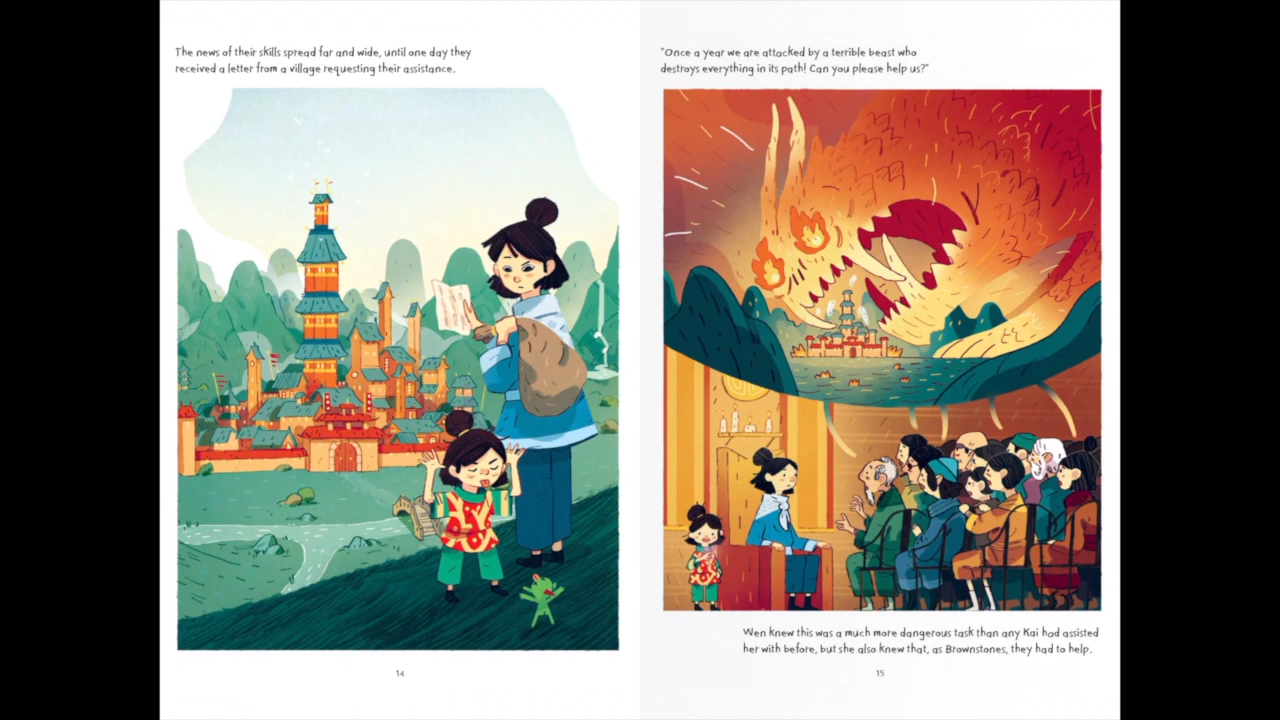 The news of their skills spread far and wide, until one day they
received a letter from a village requesting their assistance.
"Once a year we are attacked by a terrible beast who
destroys everything in its path! Can you please help us?"
Wen knew this was a much more dangerous task than any Kai had assisted
her with before, but she also knew that, as Brownstones, they had to help.
14
15